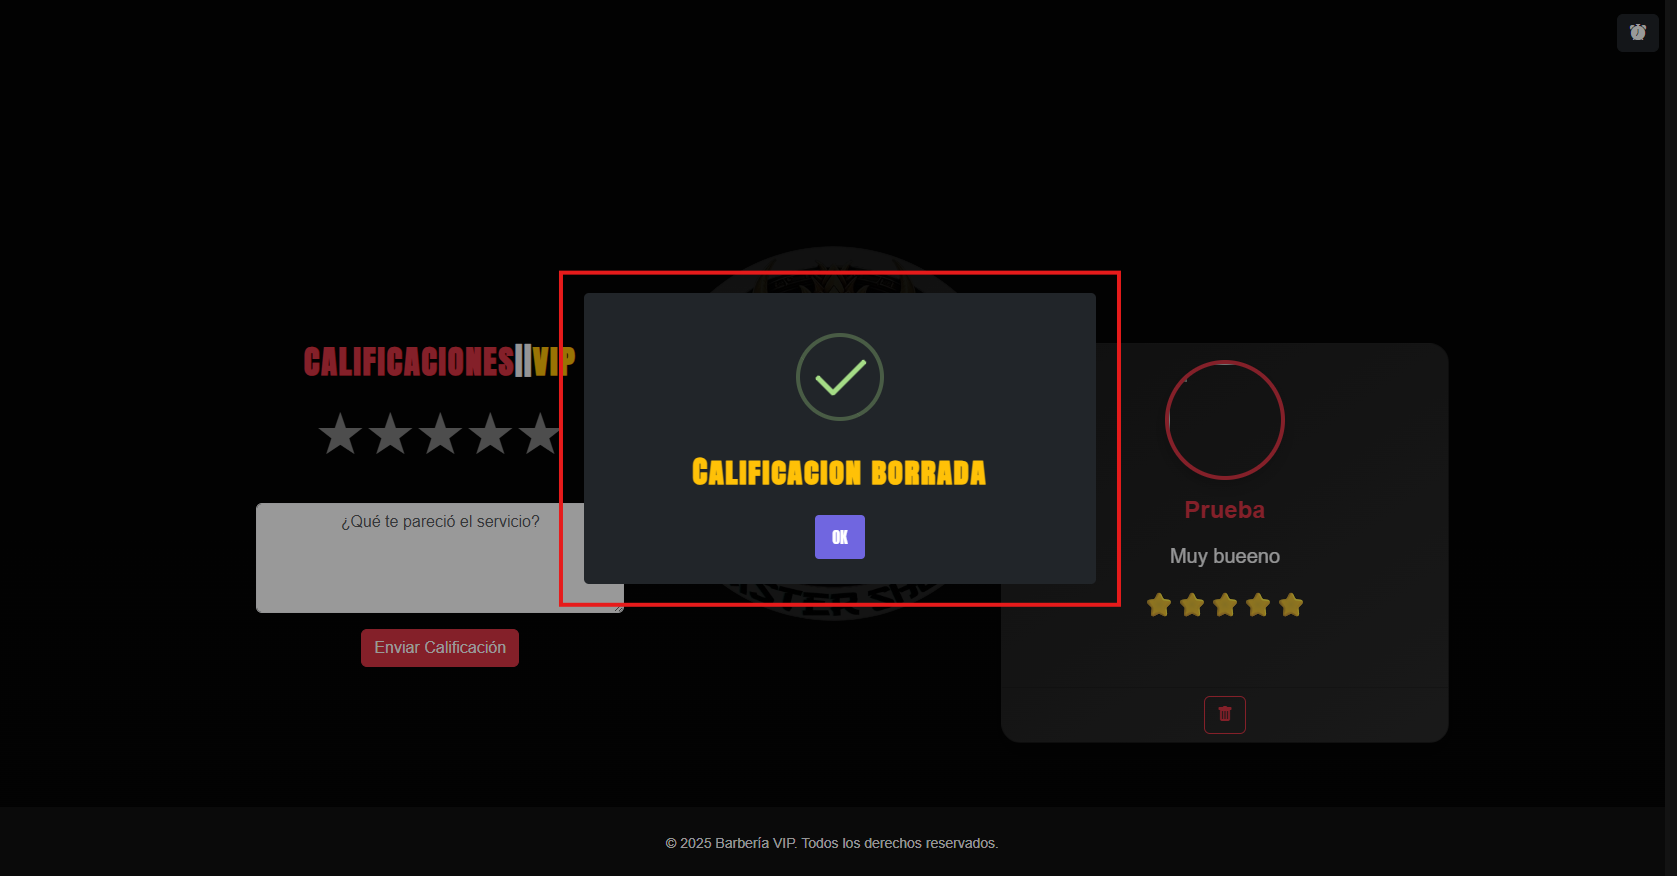 CALIFICACIONES||VIP
¿Qué te pareció el servicio?
Enviar Calificación
Calificacion borrada
OK
Prueba
Muy bueeno
© 2025 Barbería VIP. Todos los derechos reservados.